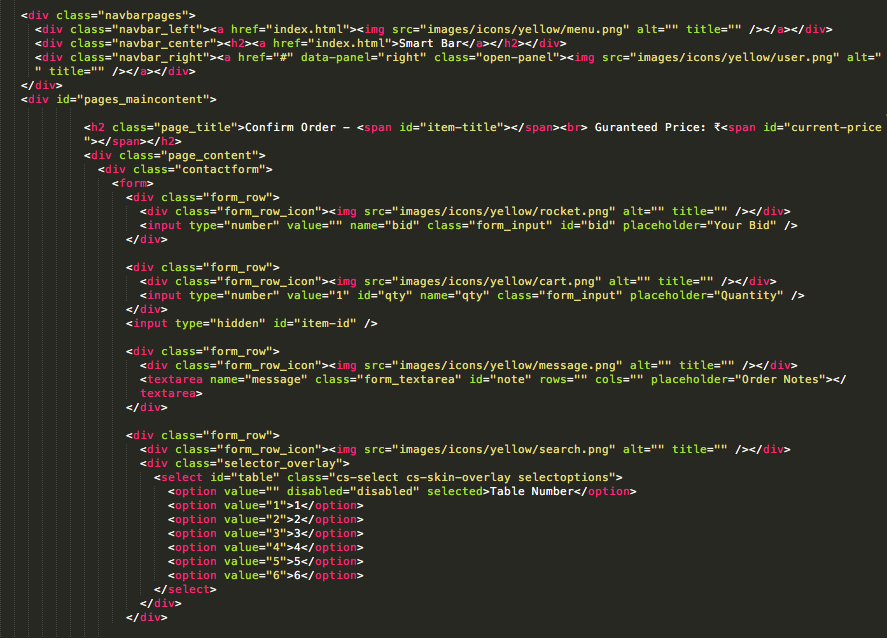 <div class="navbarpages">
<div class="navbar_left"><a href="index.html"><img src="images/icons/yellow/menu.png" alt="" title="" /></a></div>
<div class="navbar_center"><h2><a href="index.html">Smart Bar</a></h2></div>
<div class="navbar_right"><a href="#" data-panel="right" class="open-panel"><img src="images/icons/yellow/user.png" alt="
" title="" /></a></div>
</div>
<div id="pages_maincontent">
<h2 class="page_title">Confirm Order - <span id="item-title"></span><br> Guranteed Price: ₹<span id="current-price
"></span></h2>
<div class="page_content">
<div class="contactform">
<form>
<div class="form_row">
<div class="form_row_icon"><img src="images/icons/yellow/rocket.png" alt="" title="" /></div>
<input type="number" value="" name="bid" class="form_input" id="bid" placeholder="Your Bid" />
</div>
<div class="form_row">
<div class="form_row_icon"><img src="images/icons/yellow/cart.png" alt="" title="" /></div>
<input type="number" value="1" id="qty" name="qty" class="form_input" placeholder="Quantity" />
</div>
<input type="hidden" id="item-id" />
<div class="form_row">
<div class="form_row_icon"><img src="images/icons/yellow/message.png" alt="" title="" /></div>
<textarea name="message" class="form_textarea" id="note" rows="" cols="" placeholder="Order Notes"></
textarea>
</div>
<div class="form_row">
<div class="form_row_icon"><img src="images/icons/yellow/search.png" alt="" title="" /></div>
<div class="selector_overlay">
<select id="table" class="cs-select cs-skin-overlay selectoptions">
<option value="" disabled="disabled" selected>Table Number</option>
<option value="1">1</option>
<option value="2">2</option>
<option value="3">3</option>
<option value="4">4</option>
<option value="5">5</option>
<option value="6">6</option>
</select>
</div>
</div>